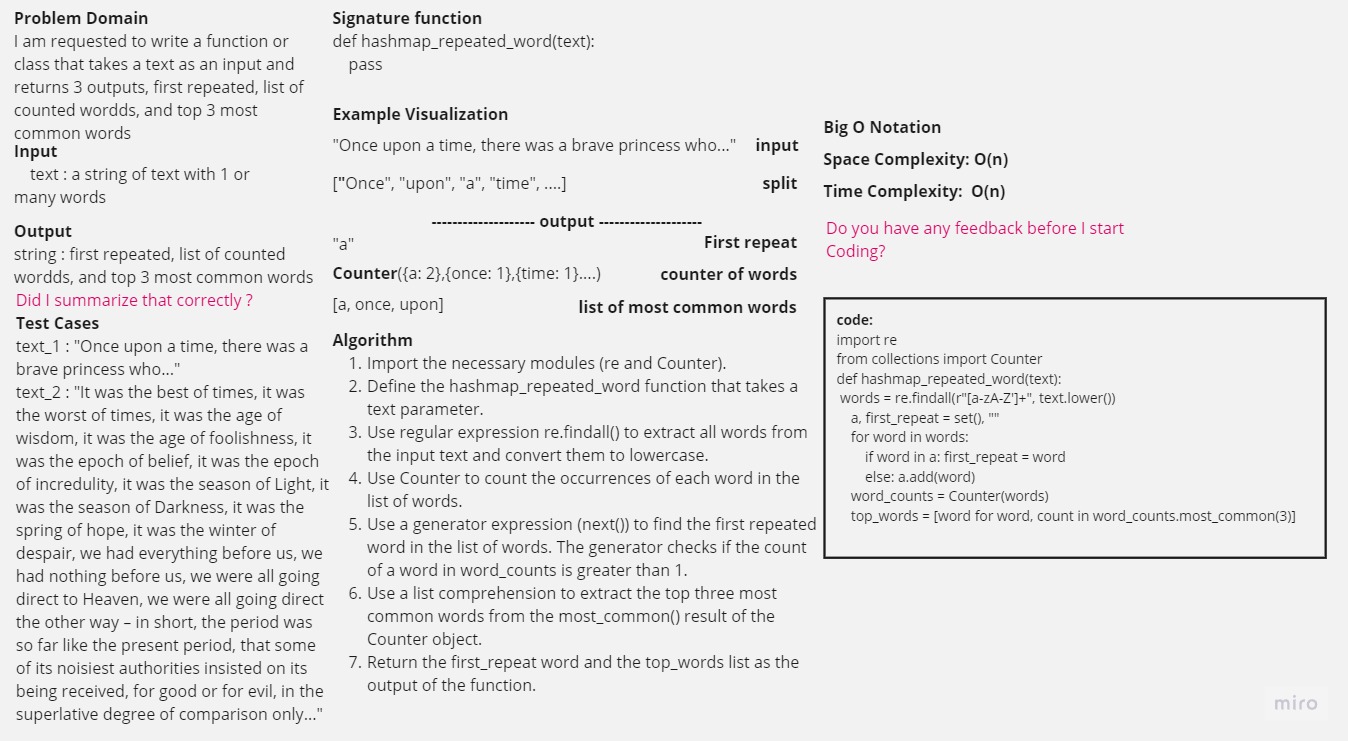 Problem Domain
I am requested to write a function or
class that takes a text as an input and
returns 3 outputs, first repeated, list of
counted wordds, and top 3 most
common words
Input
text : a string of text with 1 or
many words
Output
string : first repeated, list of counted
wordds, and top 3 most common words
Did I summarize that correctly ?
Test Cases
text_1 : "Once upon a time, there was a
brave princess who..."
text_2 : "It was the best of times, it was
the worst of times, it was the age of
wisdom, it was the age of foolishness, it
was the epoch of belief, it was the epoch
of incredulity, it was the season of Light, it
was the season of Darkness, it was the
spring of hope, it was the winter of
despair, we had everything before us, we
had nothing before us, we were all going
direct to Heaven, we were all going direct
the other way – in short, the period was
so far like the present period, that some
of its noisiest authorities insisted on its
being received, for good or for evil, in the
superlative degree of comparison only..."
Signature function
def hashmap_repeated_word(text):
pass
Example Visualization
"Once upon a time, there was a brave princess who..." input
["Once", "upon", "a", "time", ....] split
-------------------- output --------------------
"a" First repeat
Counter({a: 2},{once: 1},{time: 1}....) counter of words
[a, once, upon] list of most common words
Algorithm
1. Import the necessary modules (re and Counter).
2. Define the hashmap_repeated_word function that takes a
text parameter.
3. Use regular expression re.findall() to extract all words from
the input text and convert them to lowercase.
4. Use Counter to count the occurrences of each word in the
list of words.
5. Use a generator expression (next()) to find the first repeated
word in the list of words. The generator checks if the count
of a word in word_counts is greater than 1.
6. Use a list comprehension to extract the top three most
common words from the most_common() result of the
Counter object.
7. Return the first_repeat word and the top_words list as the
output of the function.
Big O Notation
Space Complexity: O(n)
Time Complexity: O(n)
Do you have any feedback before I start
Coding?
code:
import re
from collections import Counter
def hashmap_repeated_word(text):
words = re.findall(r"[a-zA-Z']+", text.lower())
a, first_repeat = set(), ""
for word in words:
if word in a: first_repeat = word
else: a.add(word)
word_counts = Counter(words)
top_words = [word for word, count in word_counts.most_common(3)]
miro